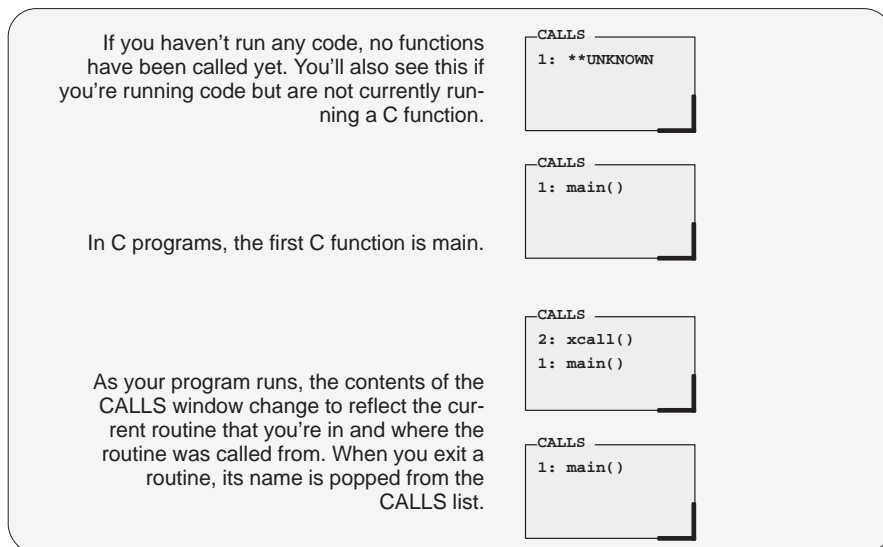 If you haven't run any code, no functions
have been called yet. You'll also see this if
you're running code but are not currently run-
ning a C function.
CALLS
1: **UNKNOWN
CALLS
1: main()
In C programs, the first C function is main.
CALLS
2: xcall()
1: main()
As your program runs, the contents of the
CALLS window change to reflect the cur-
rent routine that you're in and where the
routine was called from. When you exit a
routine, its name is popped from the
CALLS list.
CALLS
1: main()